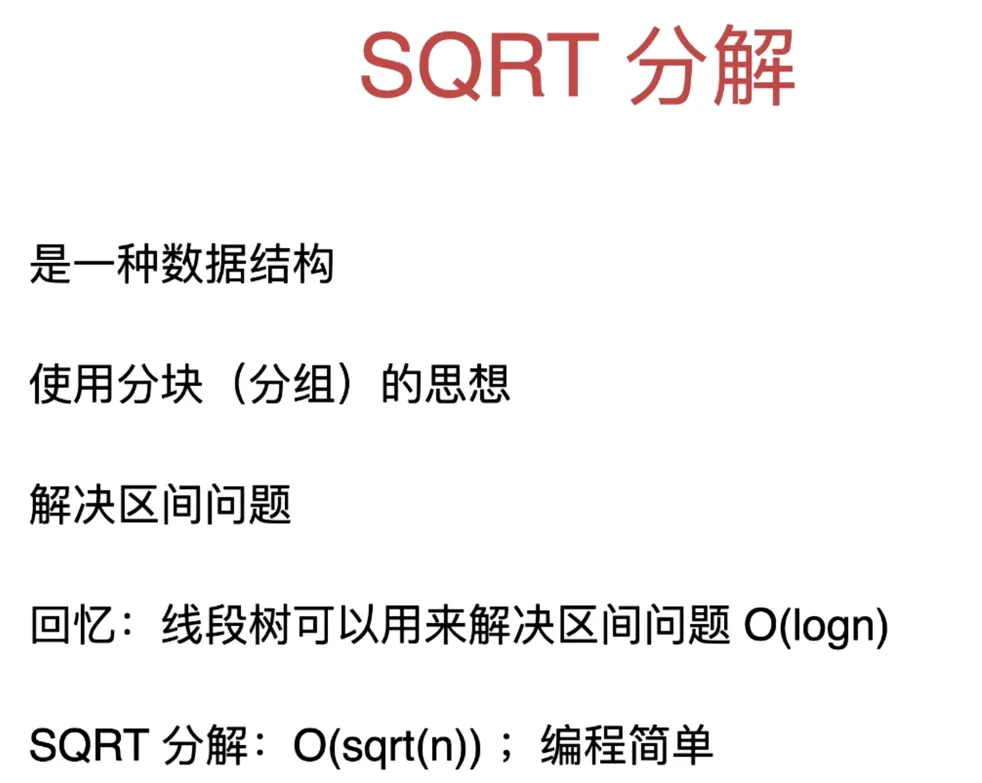 SQRT 分解
是一种数据结构
使用分块（分组）的思想
解决区间问题
回忆：线段树可以用来解决区间问题 O(logn)
SQRT 分解：O(sqrt(n)) ；编程简单